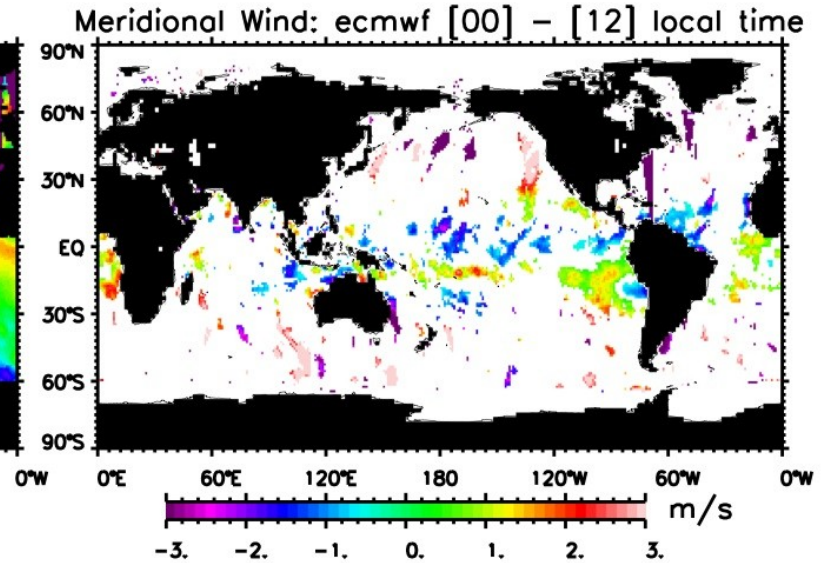 Meridional Wind: ecmwf [00] - [12] local time
90°N
60°N
30°N
EQ
30°S
60°S
90°S
0°W 0°E 60°E 120°E 180 120°W 60°W 0°W
m/s
-3. -2. -1. 0. 1. 2. 3.